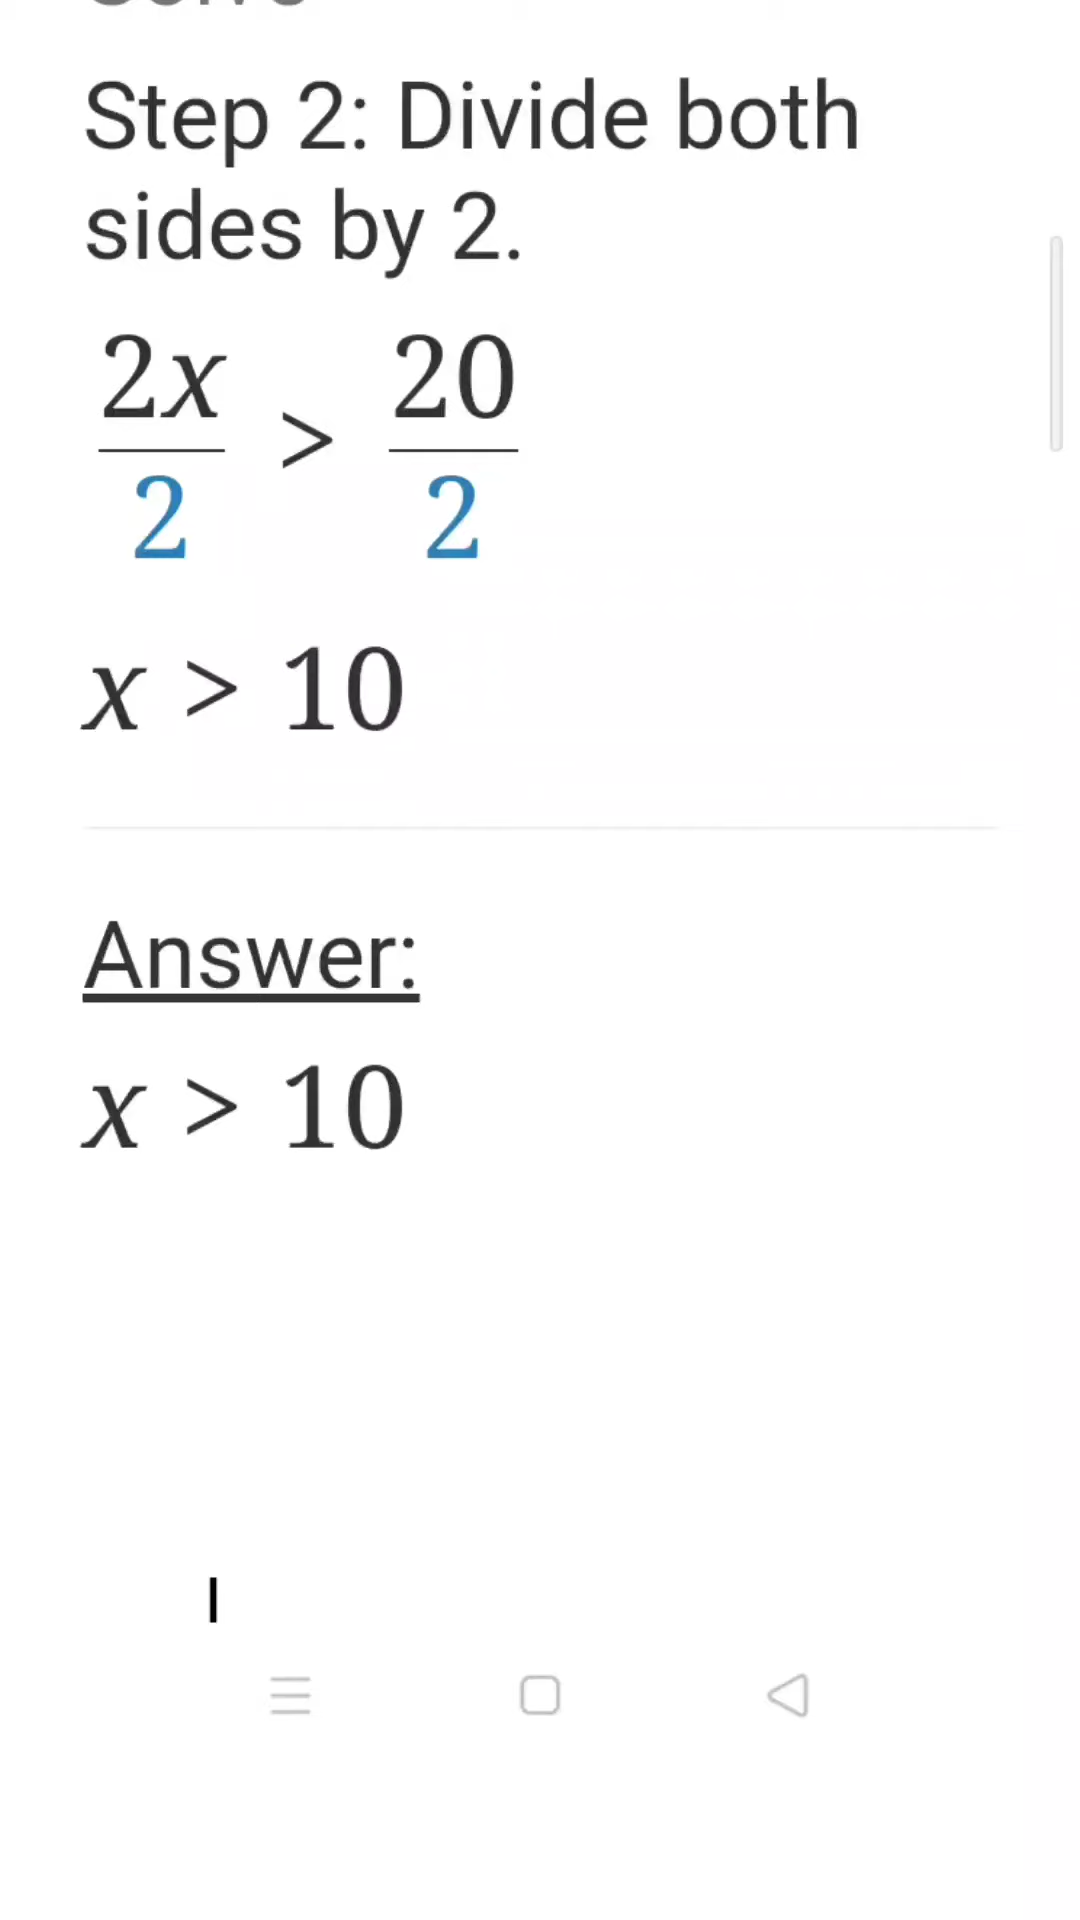 Step 2: Divide both
sides by 2.
2x/2 > 20/2
x > 10
Answer:
x > 10